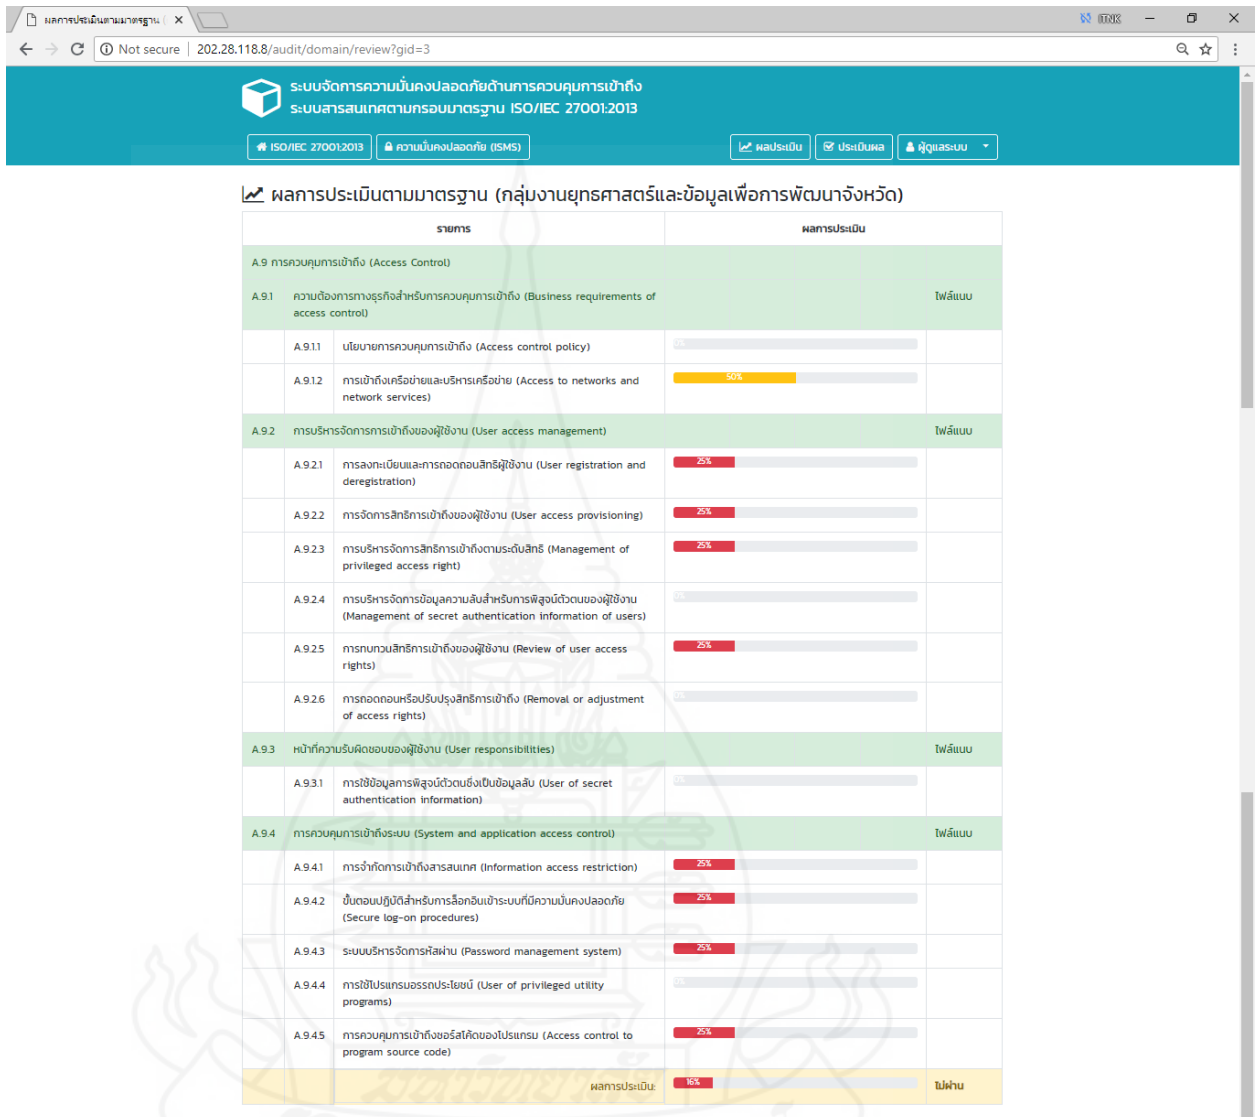 ผลการประเมินตามมาตรฐาน (
ITNK
Not secure | 202.28.118.8/audit/domain/review?gid=3
ระบบจัดการความมั่นคงปลอดภัยด้านการควบคุมการเข้าถึง
ระบบสารสนเทศตามกรอบมาตรฐาน ISO/IEC 27001:2013
ISO/IEC 27001:2013 ความมั่นคงปลอดภัย (ISMS) ผลประเมิน ประเมินผล ผู้ดูแลระบบ
ผลการประเมินตามมาตรฐาน (กลุ่มงานยุทธศาสตร์และข้อมูลเพื่อการพัฒนาจังหวัด)
รายการ ผลการประเมิน
A.9 การควบคุมการเข้าถึง (Access Control)
A.9.1 ความต้องการทางธุรกิจสำหรับการควบคุมการเข้าถึง (Business requirements of ไฟล์แนบ
access control)
A.9.1.1 นโยบายการควบคุมการเข้าถึง (Access control policy) 0%
A.9.1.2 การเข้าถึงเครือข่ายและบริหารเครือข่าย (Access to networks and 50%
network services)
A.9.2 การบริหารจัดการการเข้าถึงของผู้ใช้งาน (User access management) ไฟล์แนบ
A.9.2.1 การลงทะเบียนและการถอดถอนสิทธิผู้ใช้งาน (User registration and 25%
deregistration)
A.9.2.2 การจัดการสิทธิการเข้าถึงของผู้ใช้งาน (User access provisioning) 25%
A.9.2.3 การบริหารจัดการสิทธิการเข้าถึงตามระดับสิทธิ (Management of 25%
privileged access right)
A.9.2.4 การบริหารจัดการข้อมูลความลับสำหรับการพิสูจน์ตัวตนของผู้ใช้งาน 0%
(Management of secret authentication information of users)
A.9.2.5 การทบทวนสิทธิการเข้าถึงของผู้ใช้งาน (Review of user access 25%
rights)
A.9.2.6 การถอดถอนหรือปรับปรุงสิทธิการเข้าถึง (Removal or adjustment 0%
of access rights)
A.9.3 หน้าที่ความรับผิดชอบของผู้ใช้งาน (User responsibilities) ไฟล์แนบ
A.9.3.1 การใช้ข้อมูลการพิสูจน์ตัวตนซึ่งเป็นข้อมูลลับ (User of secret 0%
authentication information)
A.9.4 การควบคุมการเข้าถึงระบบ (System and application access control) ไฟล์แนบ
A.9.4.1 การจำกัดการเข้าถึงสารสนเทศ (Information access restriction) 25%
A.9.4.2 ขั้นตอนปฏิบัติสำหรับการล็อกอินเข้าระบบที่มีความมั่นคงปลอดภัย 25%
(Secure log-on procedures)
A.9.4.3 ระบบบริหารจัดการหัสผ่าน (Password management system) 25%
A.9.4.4 การใช้โปรแกรมอรรถประโยชน์ (User of privileged utility 0%
programs)
A.9.4.5 การควบคุมการเข้าถึงซอร์สโค้ดของโปรแกรม (Access control to 25%
program source code)
ผลการประเมิน: 16% ไม่ผ่าน